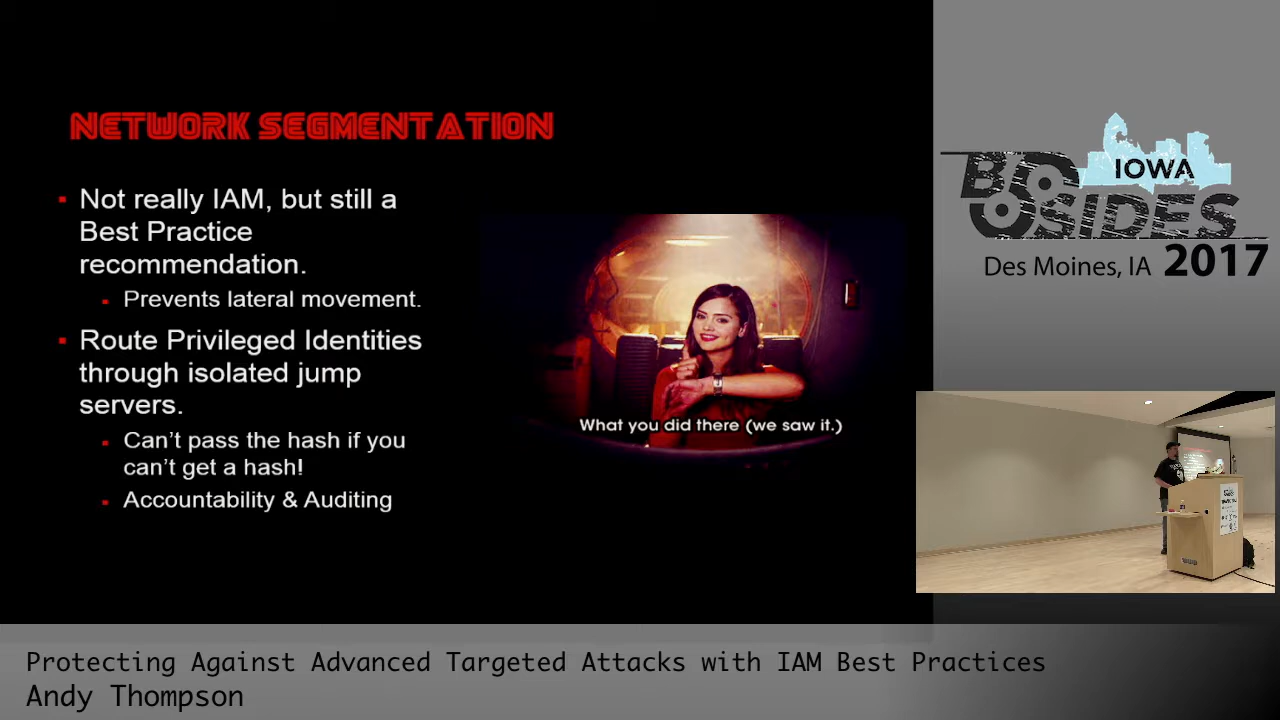 NETWORK SEGMENTATION
Not really IAM, but still a
Best Practice
recommendation.
Prevents lateral movement.
Route Privileged Identities
through isolated jump
servers.
Can't pass the hash if you
can't get a hash!
Accountability & Auditing
What you did there (we saw it.)
IOWA
BSIDES
Des Moines, IA 2017
Protecting Against Advanced Targeted Attacks with IAM Best Practices
Andy Thompson